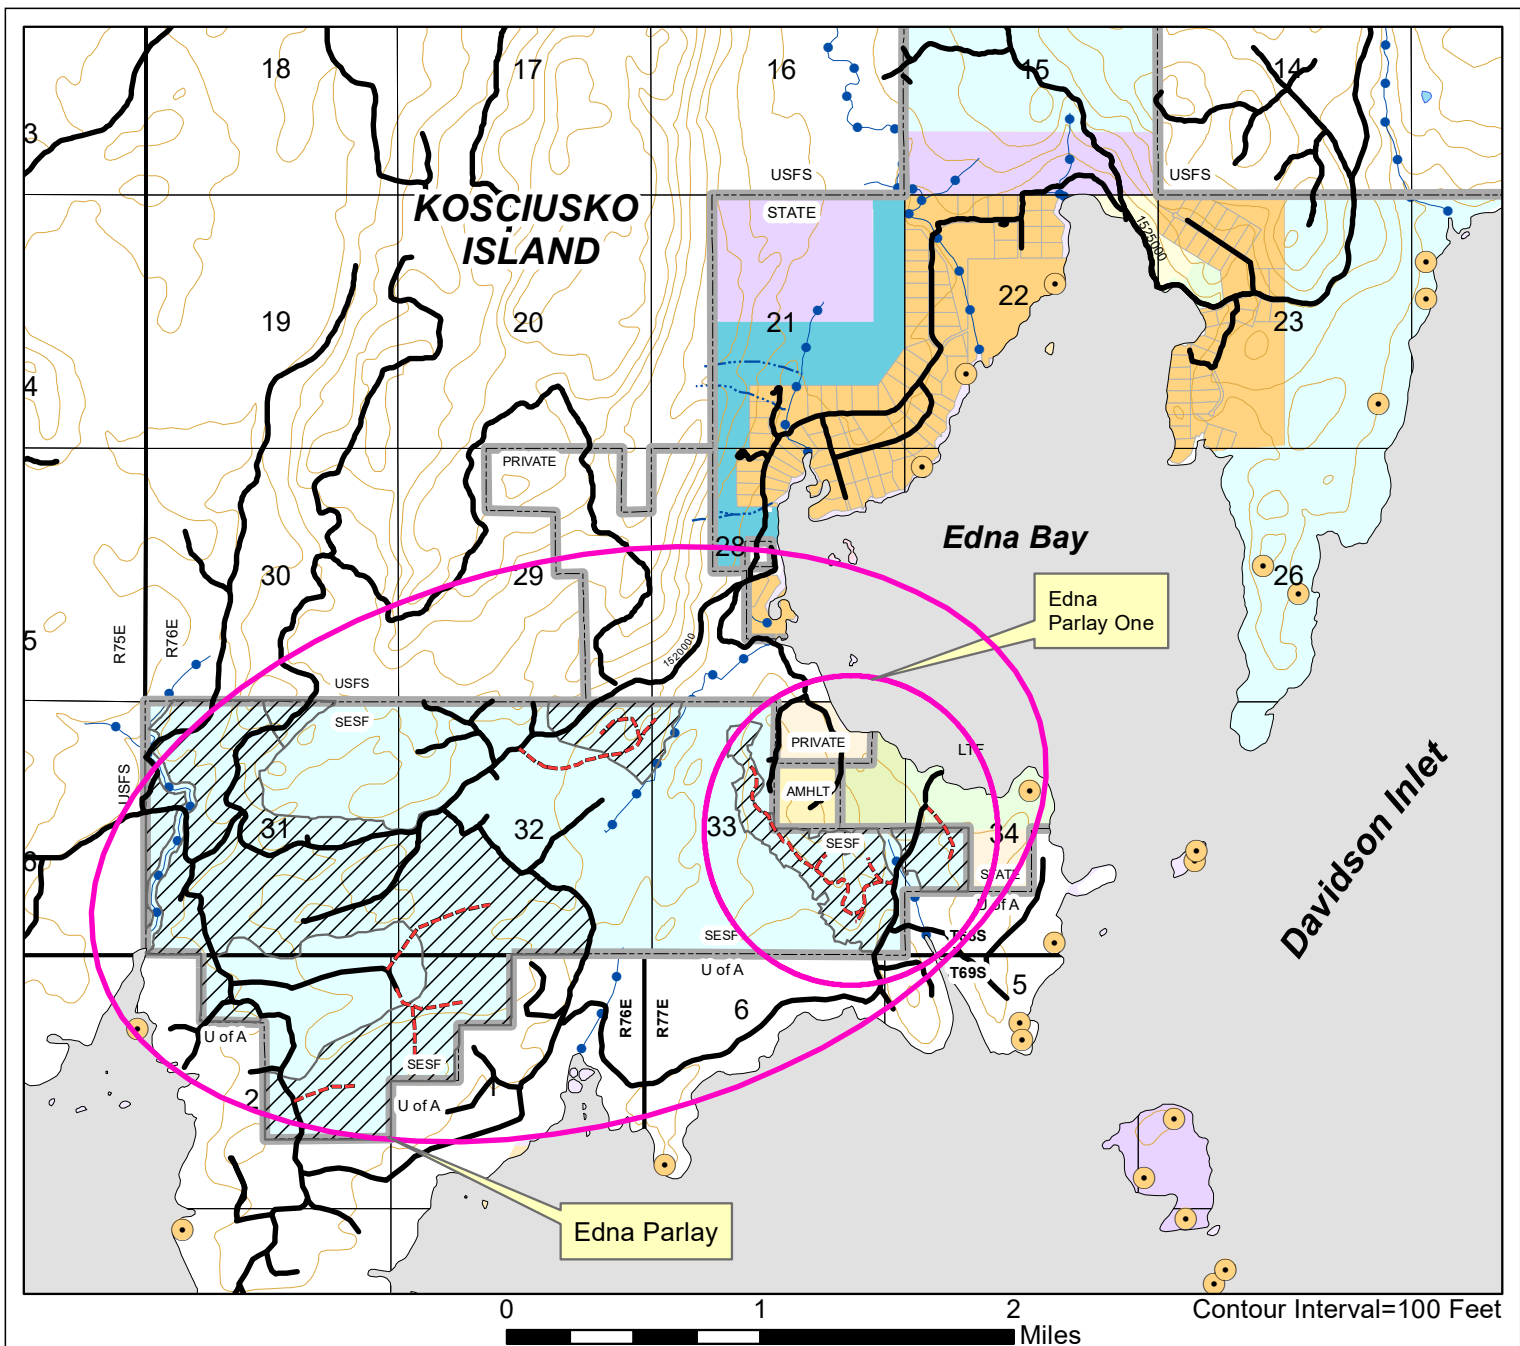 18
17
16
15
14
3
USFS
USFS
KOSCIUSKO
ISLAND
STATE
1525000
22
19
20
21
23
4
PRIVATE
Edna Bay
28
30
29
26
Edna
Parlay One
5
R75E
R76E
1520000
USFS
SESF
PRIVATE
LTF
USFS
AMHLT
Davidson Inlet
31
32
33
34
SESF
6
STATE
U of A
SESF
T68S
U of A
T69S
5
R76E
R77E
6
U of A
SESF
2
U of A
1
Edna Parlay
0
1
2
Contour Interval=100 Feet
Miles